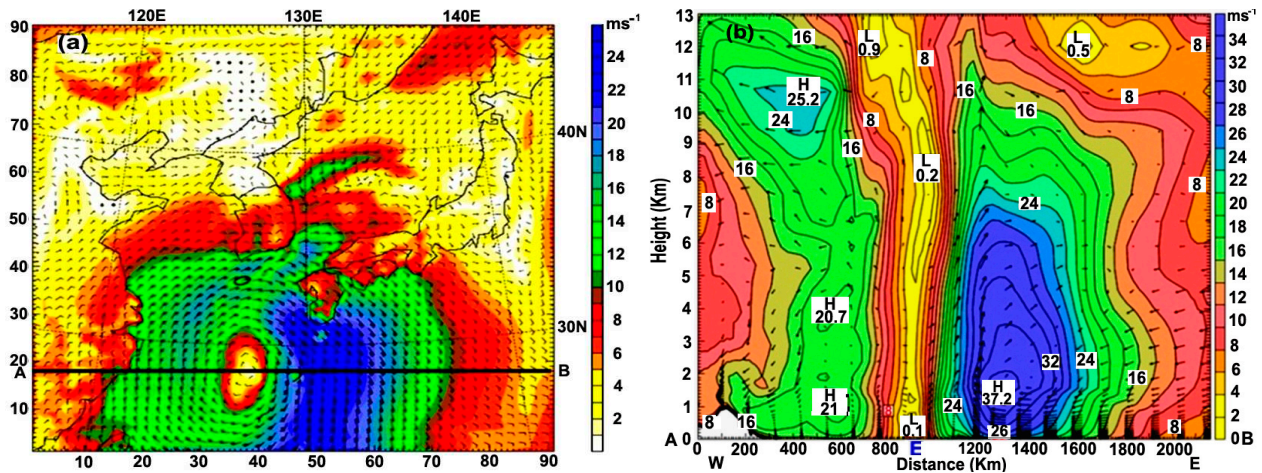 120E 130E 140E ms-1
90 (a) 24
80 22
70 40N 20
60 18
50 16
40 14
30 30N 12
20 10
A B 8
10 6
4
2
10 20 30 40 50 60 70 80 90
13 (b) ms-1
12 16 L 0.9 8 L 0.5 8 34
11 H 25.2 16 16 32
10 24 8 8 30
9 16 28
8 16 L 0.2 8 26
7 8 24 24
6 22
5 20
4 H 20.7 18
3 16
2 32 24 16 14
1 H 21 H 37.2 12
A 0 8 16 8 L 0.1 24 26 8 10
8
6
4
2
0 B
Height (Km)
0 200 400 600 800 E 1200 1400 1600 1800 2000
W Distance (Km) E